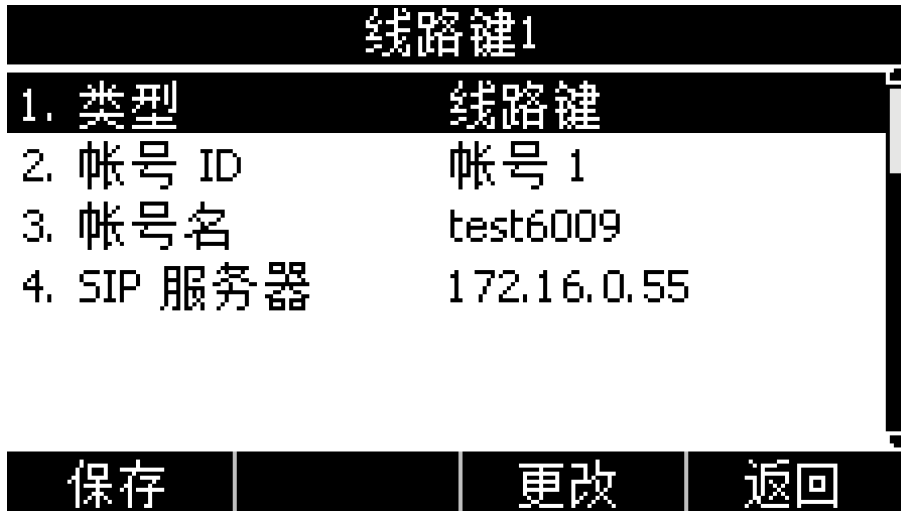 线路键1
1. 类型 线路键
2. 帐号 ID 帐号 1
3. 帐号名 test6009
4. SIP 服务器 172.16.0.55
保存 更改 返回